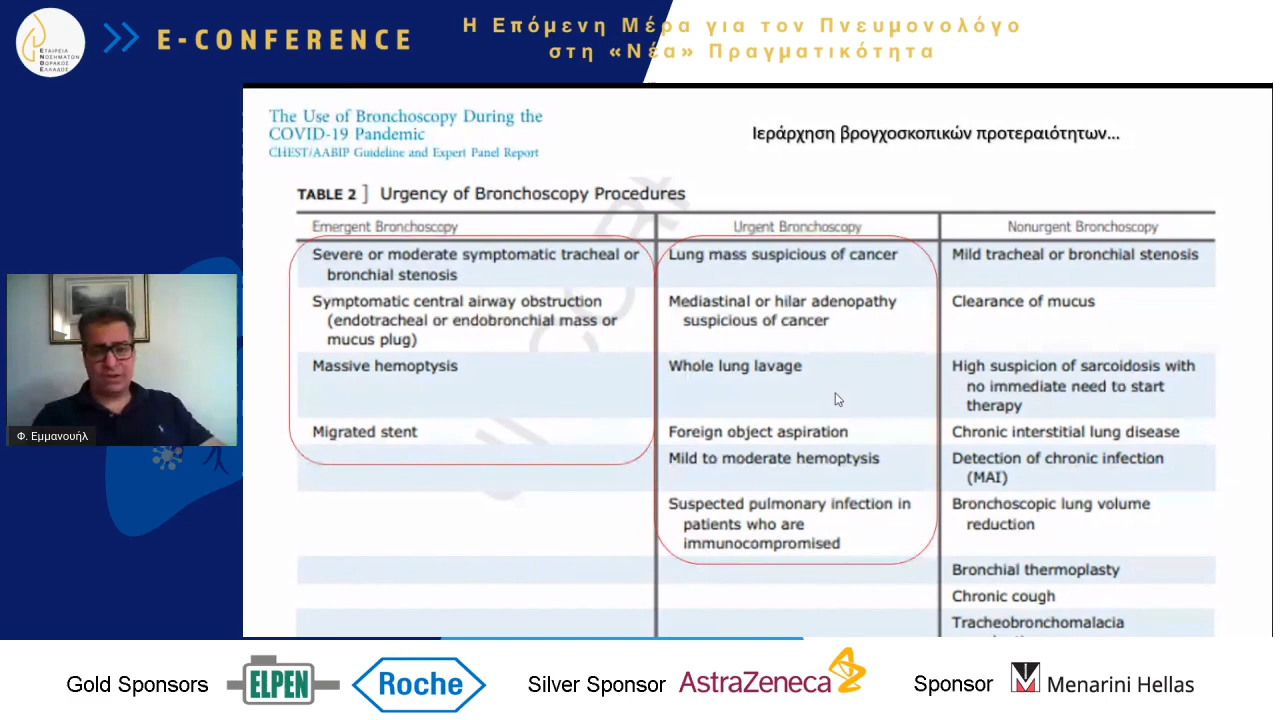 ΕΤΑΙΡΕΙΑ
ΝΟΣΗΜΑΤΩΝ
ΘΩΡΑΚΟΣ
ΕΛΛΑΔΟΣ
E-CONFERENCE
Η Επόμενη Μέρα για τον Πνευμονολόγο
στη «Νέα» Πραγματικότητα
The Use of Bronchoscopy During the
COVID-19 Pandemic
CHEST/AABIP Guideline and Expert Panel Report
Ιεράρχηση βρογχοσκοπικών προτεραιότητων...
TABLE 2 ] Urgency of Bronchoscopy Procedures
Emergent Bronchoscopy
Urgent Bronchoscopy
Nonurgent Bronchoscopy
Severe or moderate symptomatic tracheal or
bronchial stenosis
Lung mass suspicious of cancer
Mild tracheal or bronchial stenosis
Symptomatic central airway obstruction
(endotracheal or endobronchial mass or
mucus plug)
Mediastinal or hilar adenopathy
suspicious of cancer
Clearance of mucus
Massive hemoptysis
Whole lung lavage
High suspicion of sarcoidosis with
no immediate need to start
therapy
Migrated stent
Foreign object aspiration
Chronic interstitial lung disease
Mild to moderate hemoptysis
Detection of chronic infection
(MAI)
Suspected pulmonary infection in
patients who are
immunocompromised
Bronchoscopic lung volume
reduction
Bronchial thermoplasty
Chronic cough
Tracheobronchomalacia
Φ. Εμμανουήλ
Gold Sponsors
ELPEN
Roche
Silver Sponsor
AstraZeneca
Sponsor
Menarini Hellas